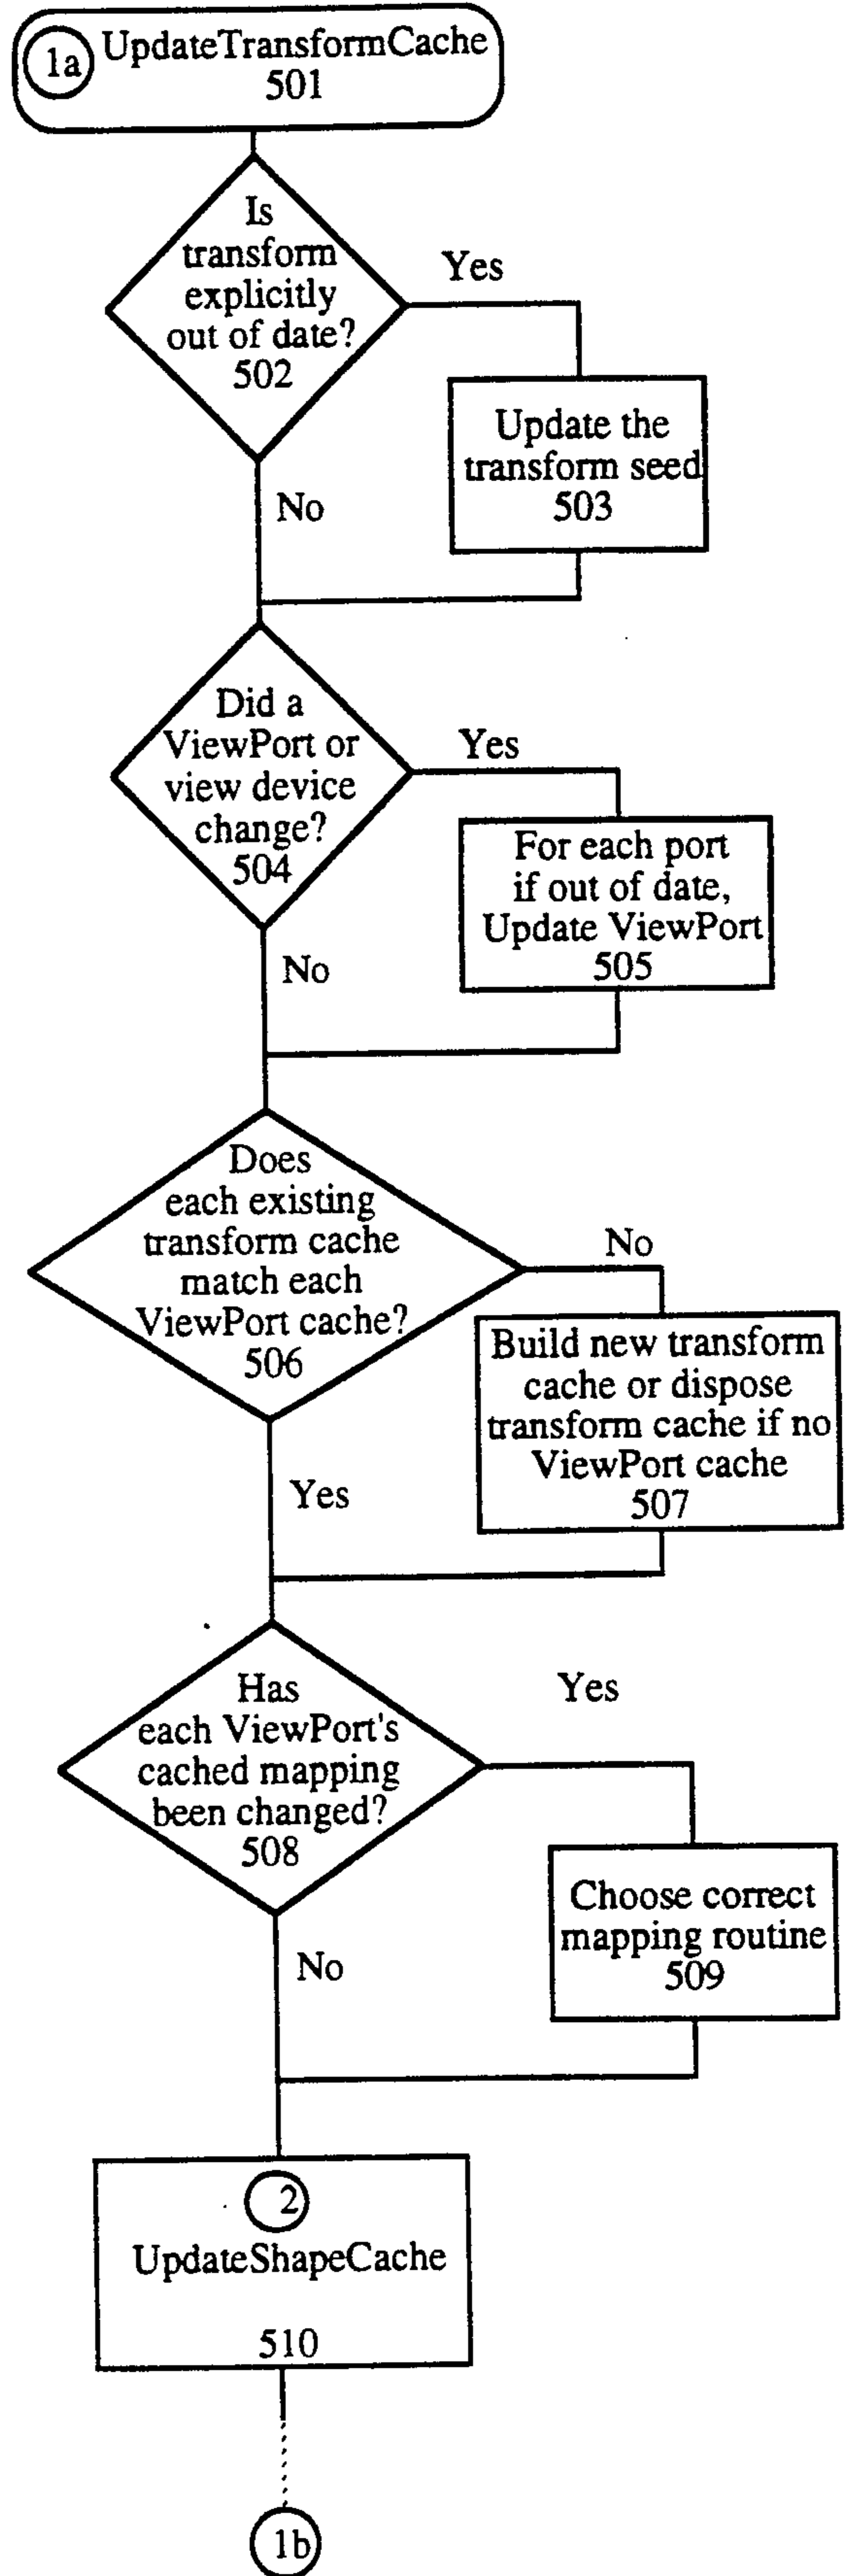 1a UpdateTransformCache
501
Is
transform
explicitly
out of date?
502
Yes
Update the
transform seed
503
No
Did a
ViewPort or
view device
change?
504
Yes
For each port
if out of date,
Update ViewPort
505
No
Does
each existing
transform cache
match each
ViewPort cache?
506
No
Build new transform
cache or dispose
transform cache if no
ViewPort cache
507
Yes
Has
each ViewPort's
cached mapping
been changed?
508
Yes
Choose correct
mapping routine
509
No
2
UpdateShapeCache
510
1b